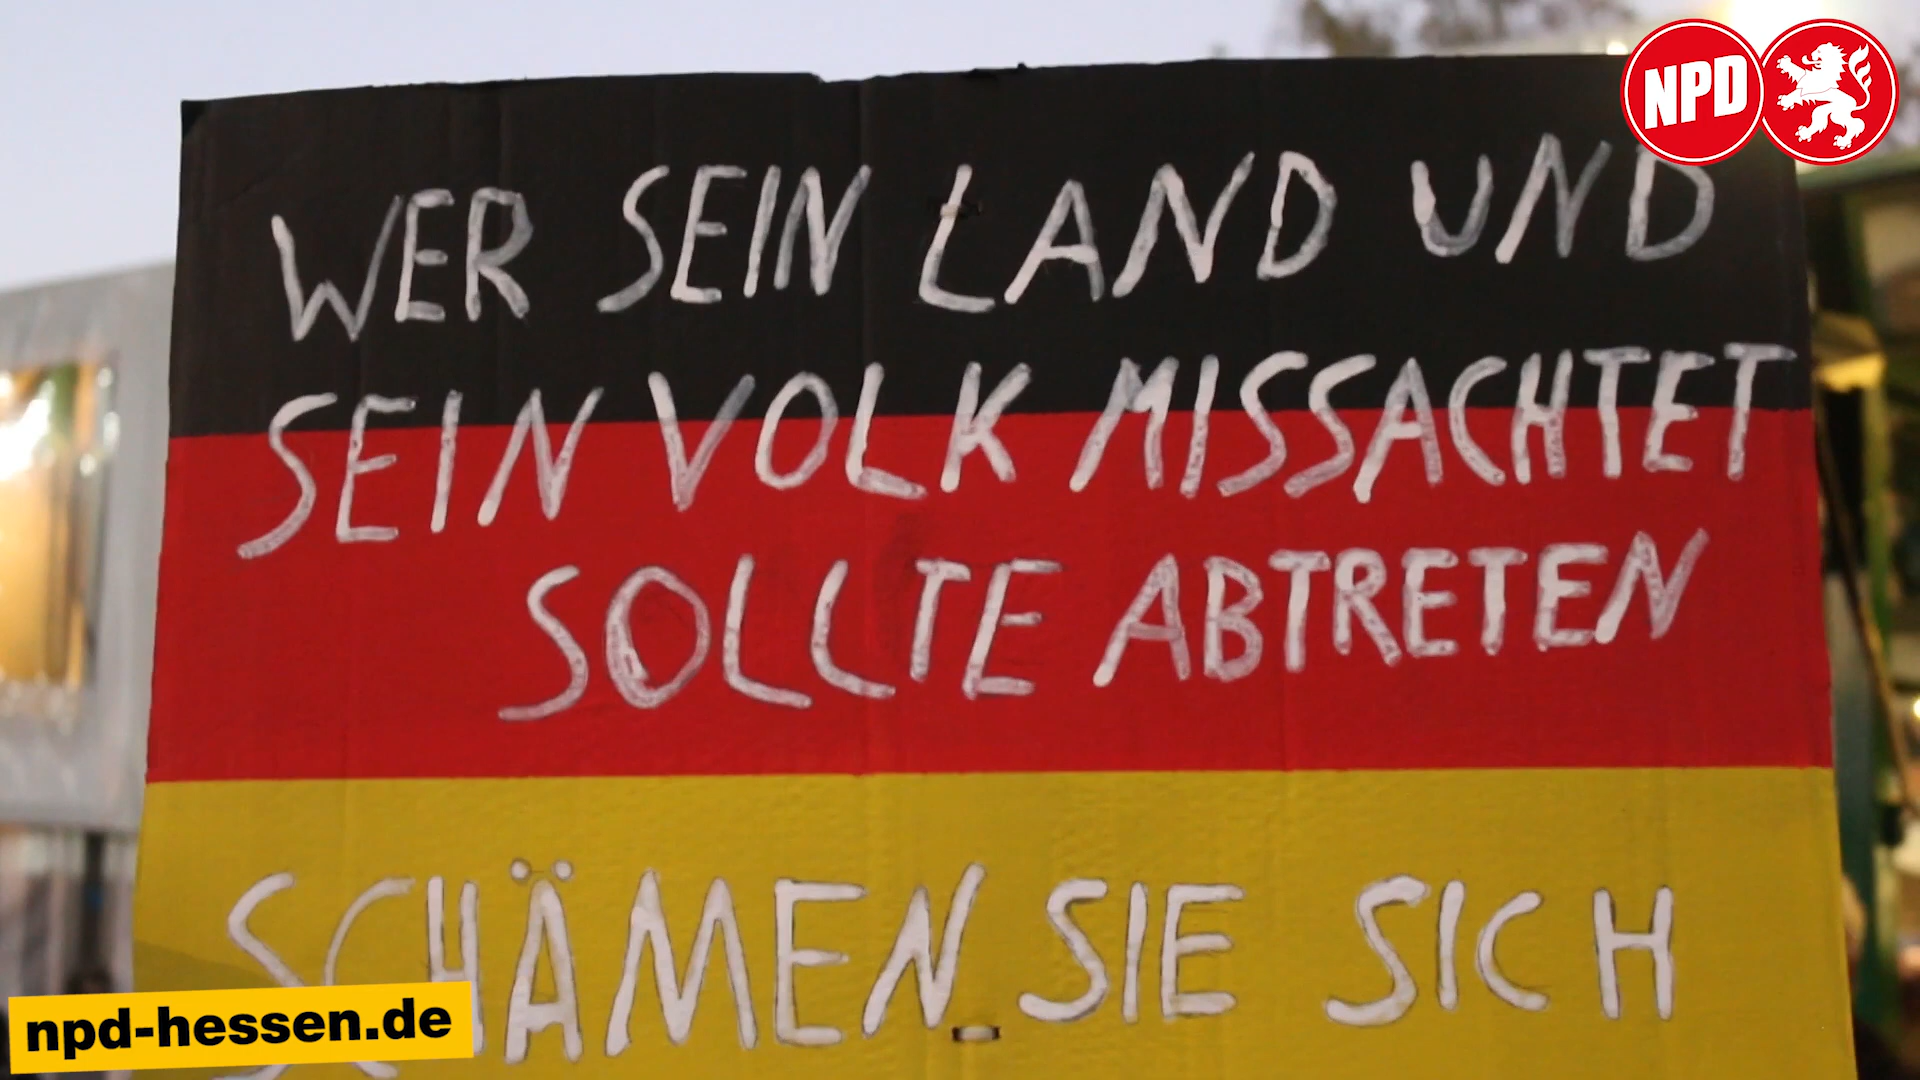 NPD
WER SEIN LAND UND
SEIN VOLK MISSACHTET
SOLLTE ABTRETEN
SCHÄMEN SIE SICH
npd-hessen.de